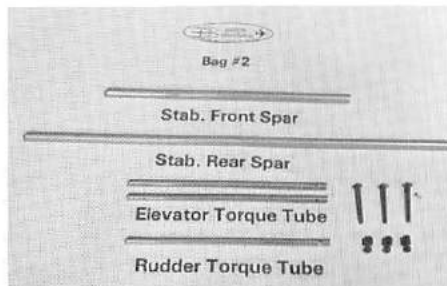 Bag #2
Stab. Front Spar
Stab. Rear Spar
Elevator Torque Tube
Rudder Torque Tube